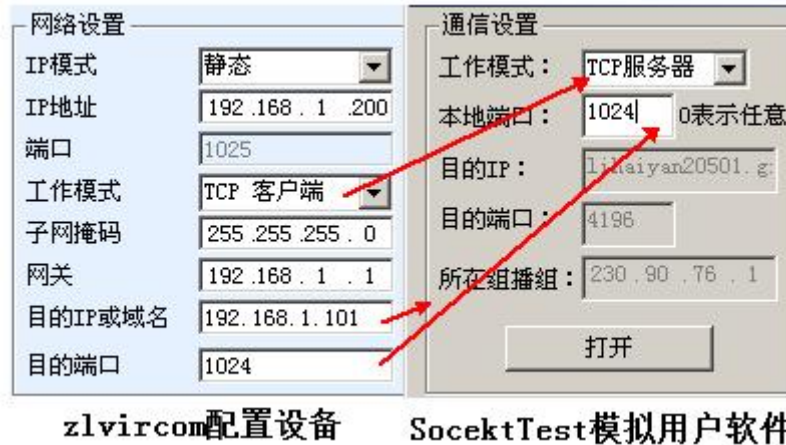 网络设置
IP模式 静态
IP地址 192 .168 . 1 .200
端口 1025
工作模式 TCP 客户端
子网掩码 255 .255 .255 . 0
网关 192 .168 . 1 . 1
目的IP或域名 192.168.1.101
目的端口 1024
zlvircom配置设备
通信设置
工作模式： TCP服务器
本地端口： 1024 0表示任意
目的IP： lihaiyan20501.g
目的端口： 4196
所在组播组： 230 .90 .76 . 1
打开
SocektTest模拟用户软件